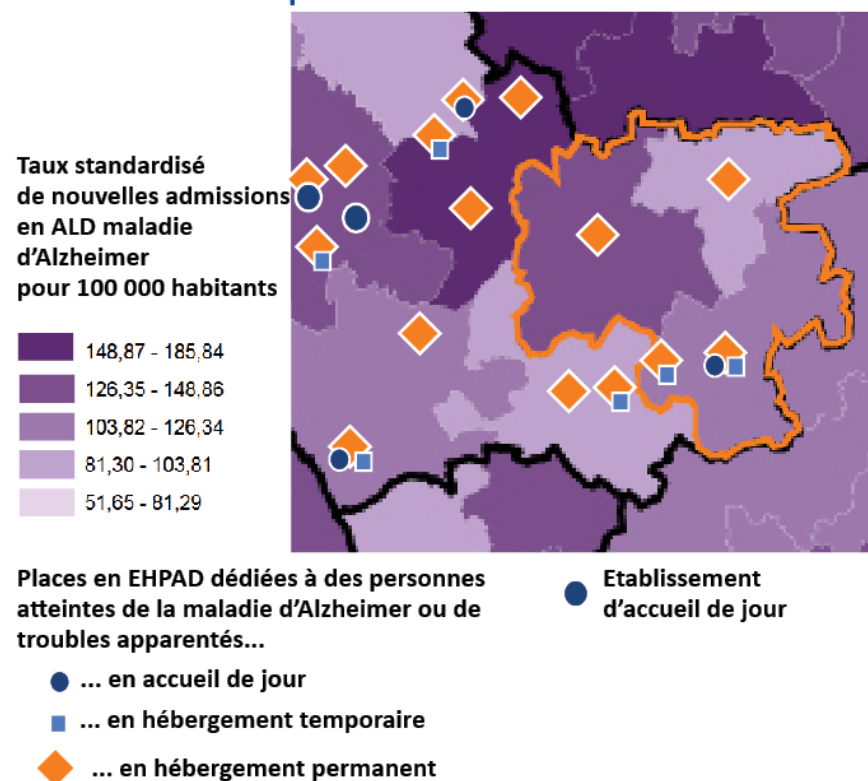 Taux standardisé
de nouvelles admissions
en ALD maladie
d'Alzheimer
pour 100 000 habitants
148,87 - 185,84
126,35 - 148,86
103,82 - 126,34
81,30 - 103,81
51,65 - 81,29
Places en EHPAD dédiées à des personnes
atteintes de la maladie d'Alzheimer ou de
troubles apparentés...
... en accueil de jour
... en hébergement temporaire
... en hébergement permanent
Etablissement
d'accueil de jour